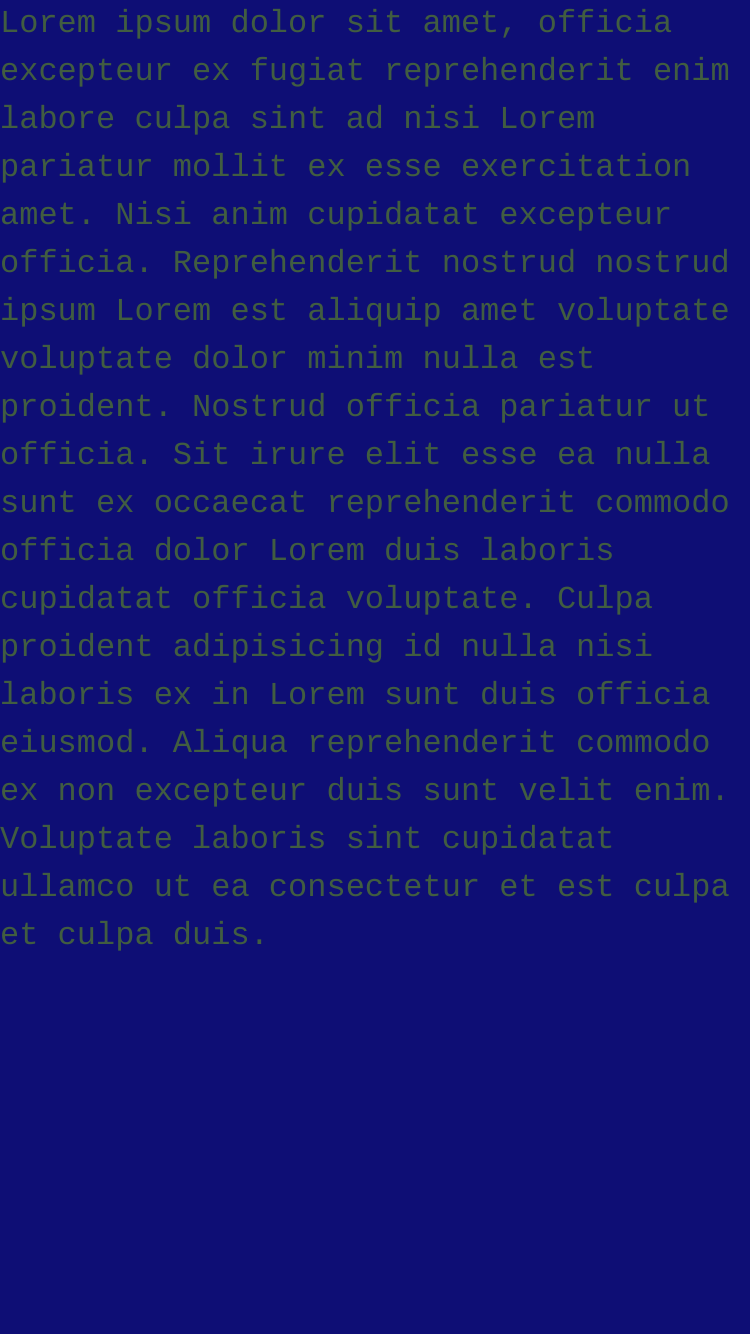 Lorem ipsum dolor sit amet, officia
excepteur ex fugiat reprehenderit enim
labore culpa sint ad nisi Lorem
pariatur mollit ex esse exercitation
amet. Nisi anim cupidatat excepteur
officia. Reprehenderit nostrud nostrud
ipsum Lorem est aliquip amet voluptate
voluptate dolor minim nulla est
proident. Nostrud officia pariatur ut
officia. Sit irure elit esse ea nulla
sunt ex occaecat reprehenderit commodo
officia dolor Lorem duis laboris
cupidatat officia voluptate. Culpa
proident adipisicing id nulla nisi
laboris ex in Lorem sunt duis officia
eiusmod. Aliqua reprehenderit commodo
ex non excepteur duis sunt velit enim.
Voluptate laboris sint cupidatat
ullamco ut ea consectetur et est culpa
et culpa duis.